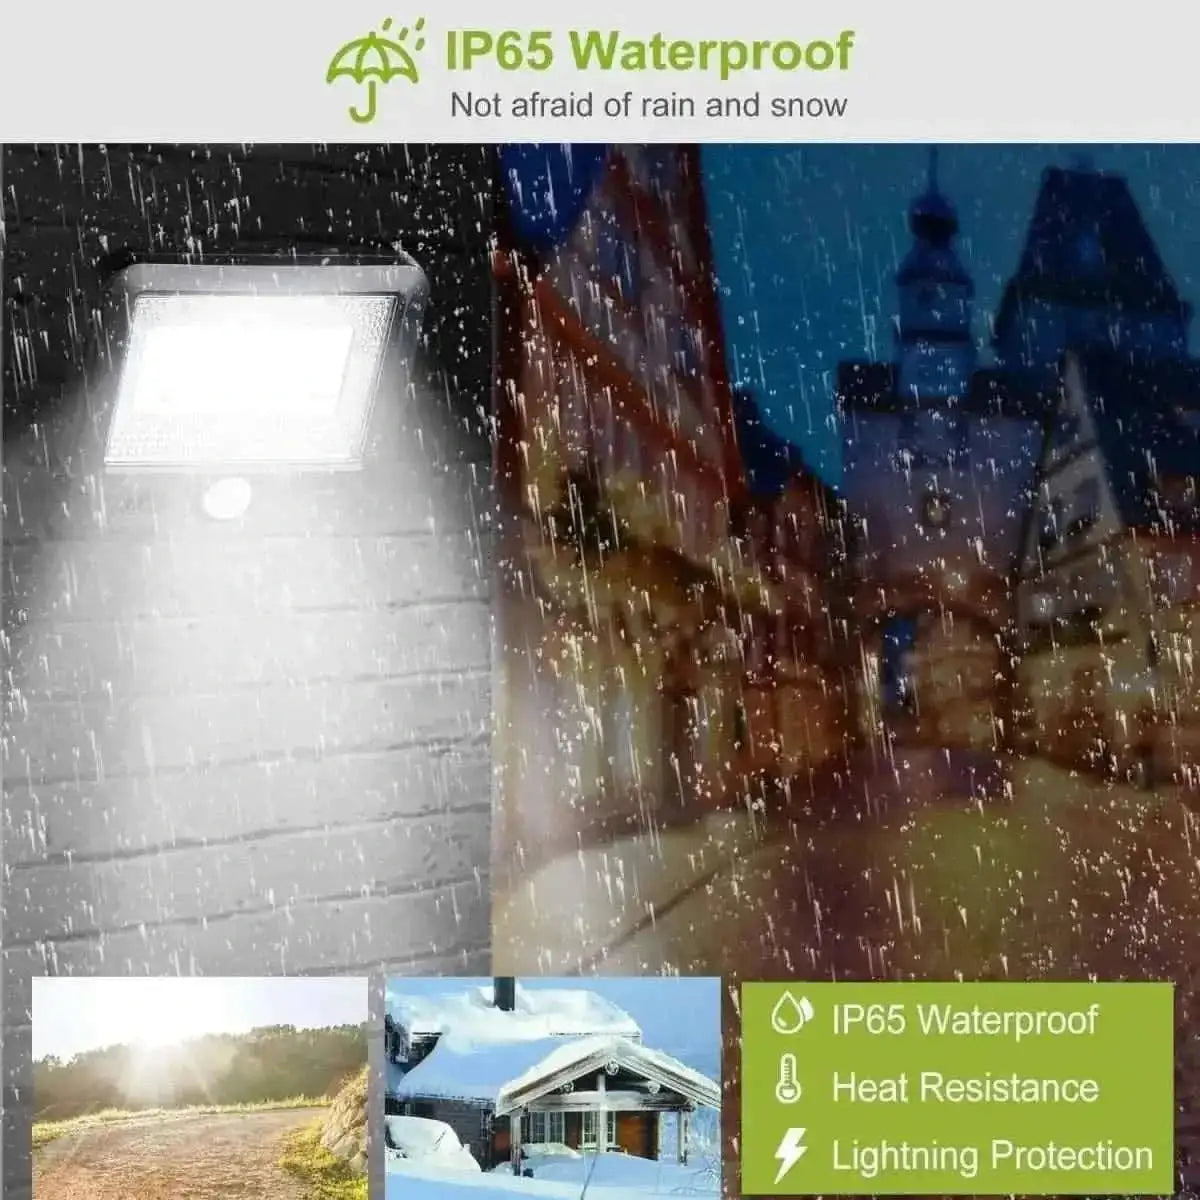 IP65 Waterproof
Not afraid of rain and snow
IP65 Waterproof
Heat Resistance
Lightning Protection